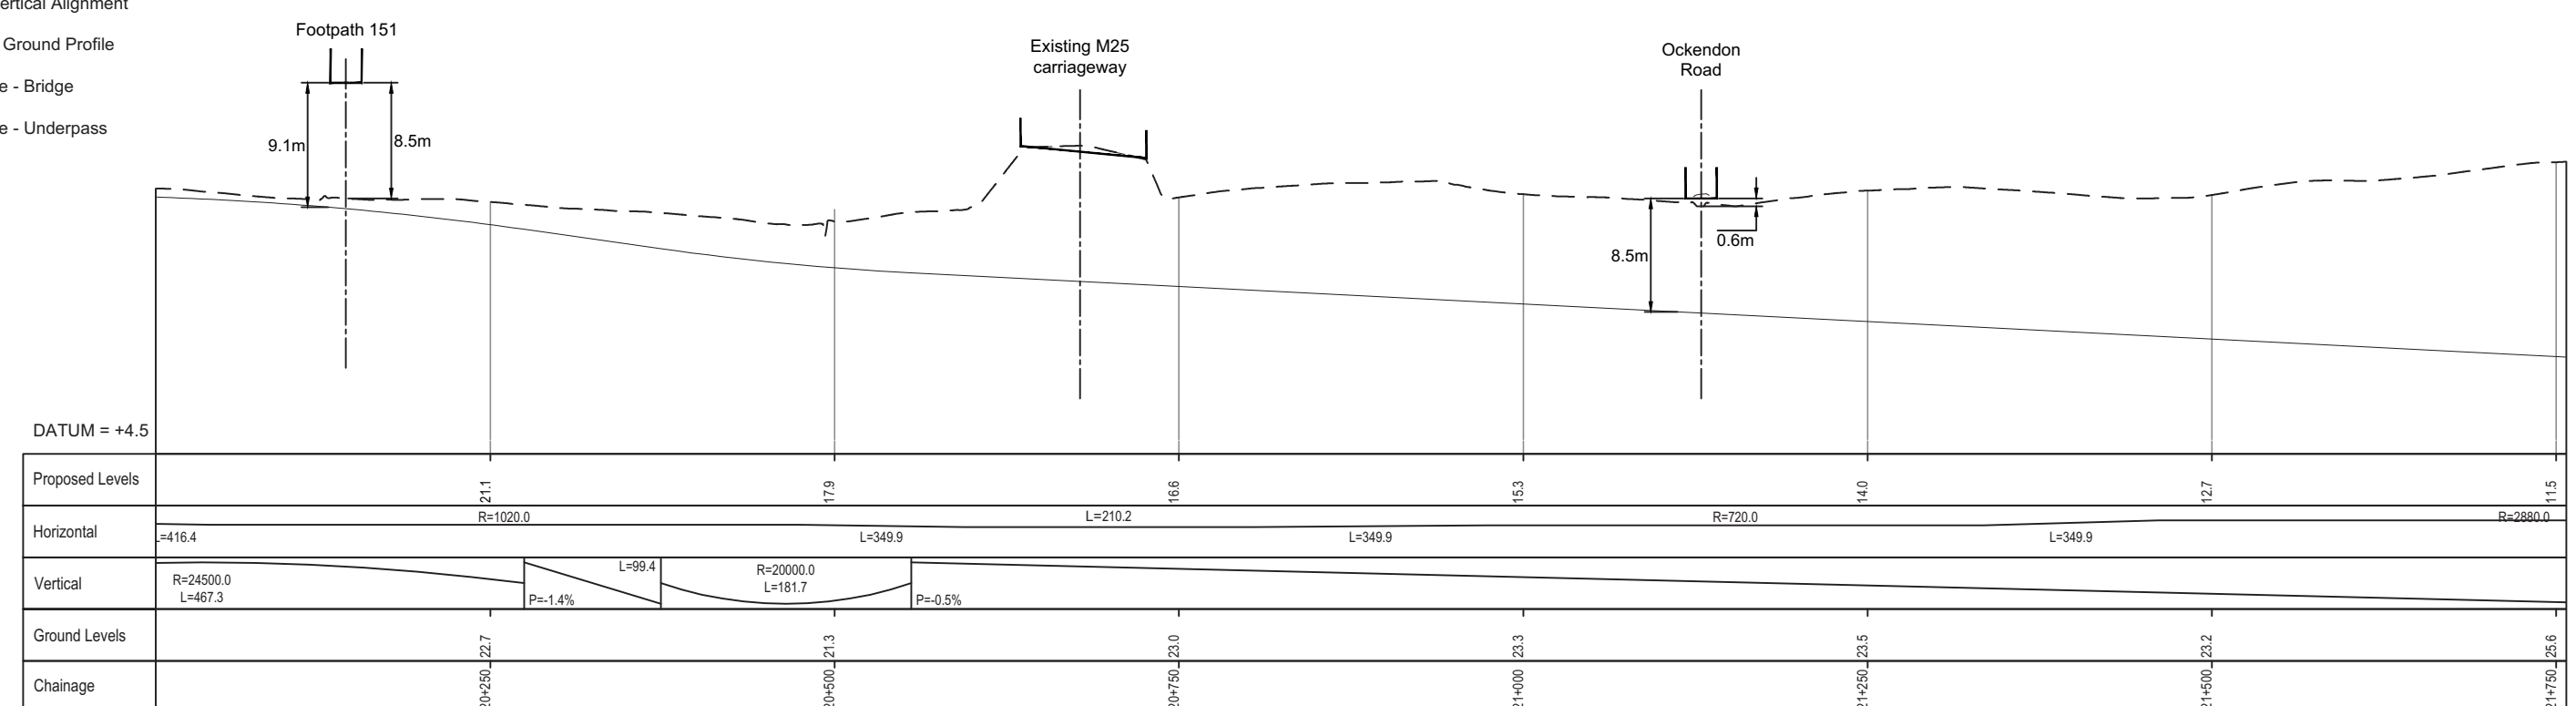 ertical Alignment
Ground Profile
e - Bridge
e - Underpass
Footpath 151
9.1m
8.5m
Existing M25
carriageway
Ockendon
Road
8.5m
0.6m
DATUM = +4.5
Proposed Levels
21.1
17.9
16.6
15.3
14.0
12.7
11.5
Horizontal
L=416.4
R=1020.0
L=349.9
L=210.2
L=349.9
R=720.0
L=349.9
R=2880.0
Vertical
R=24500.0
L=467.3
P=-1.4%
L=99.4
R=20000.0
L=181.7
P=-0.5%
Ground Levels
22.7
21.3
23.0
23.3
23.5
23.2
25.6
Chainage
20+250
20+500
20+750
21+000
21+250
21+500
21+750